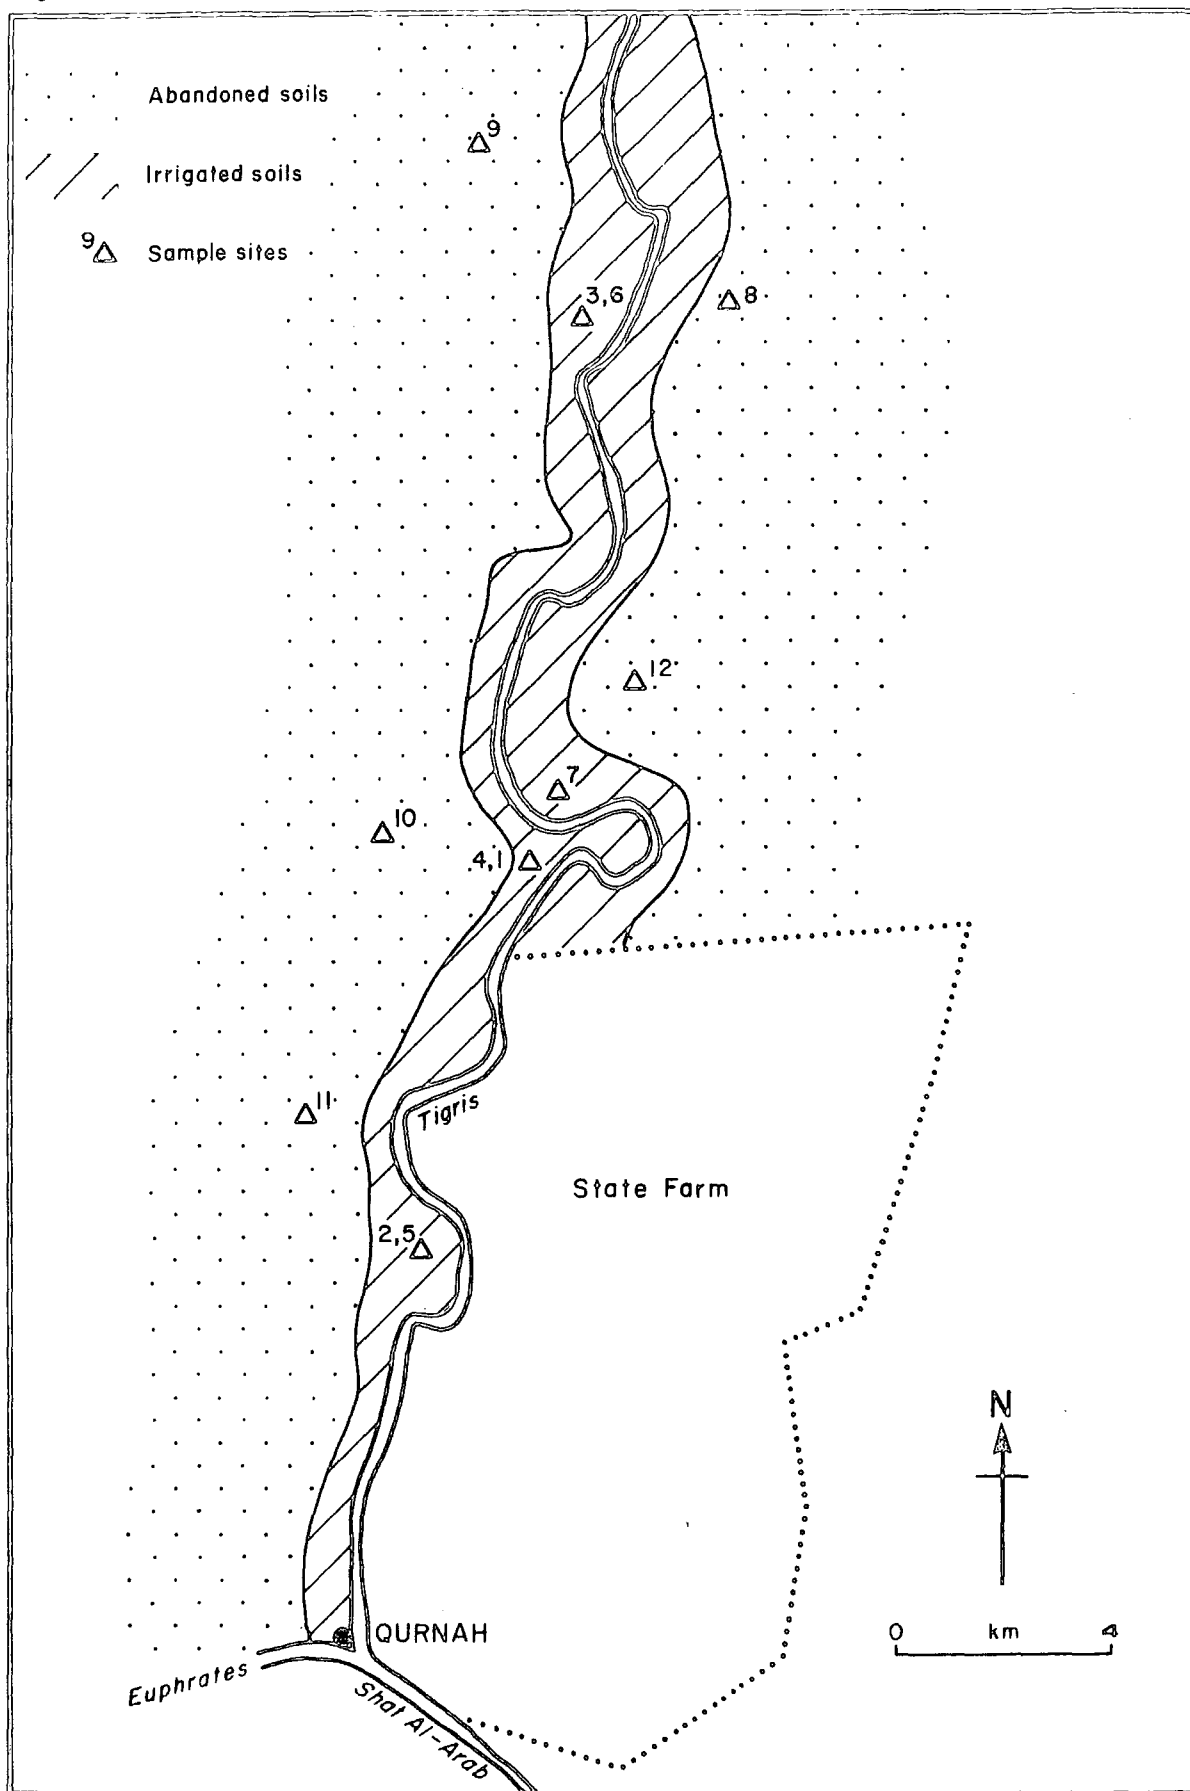 Abandoned soils
Irrigated soils
9 Sample sites
9
3,6
8
12
7
10
4,1
Tigris
11
State Farm
2,5
N
0 km 4
QURNAH
Euphrates
Shat Al-Arab